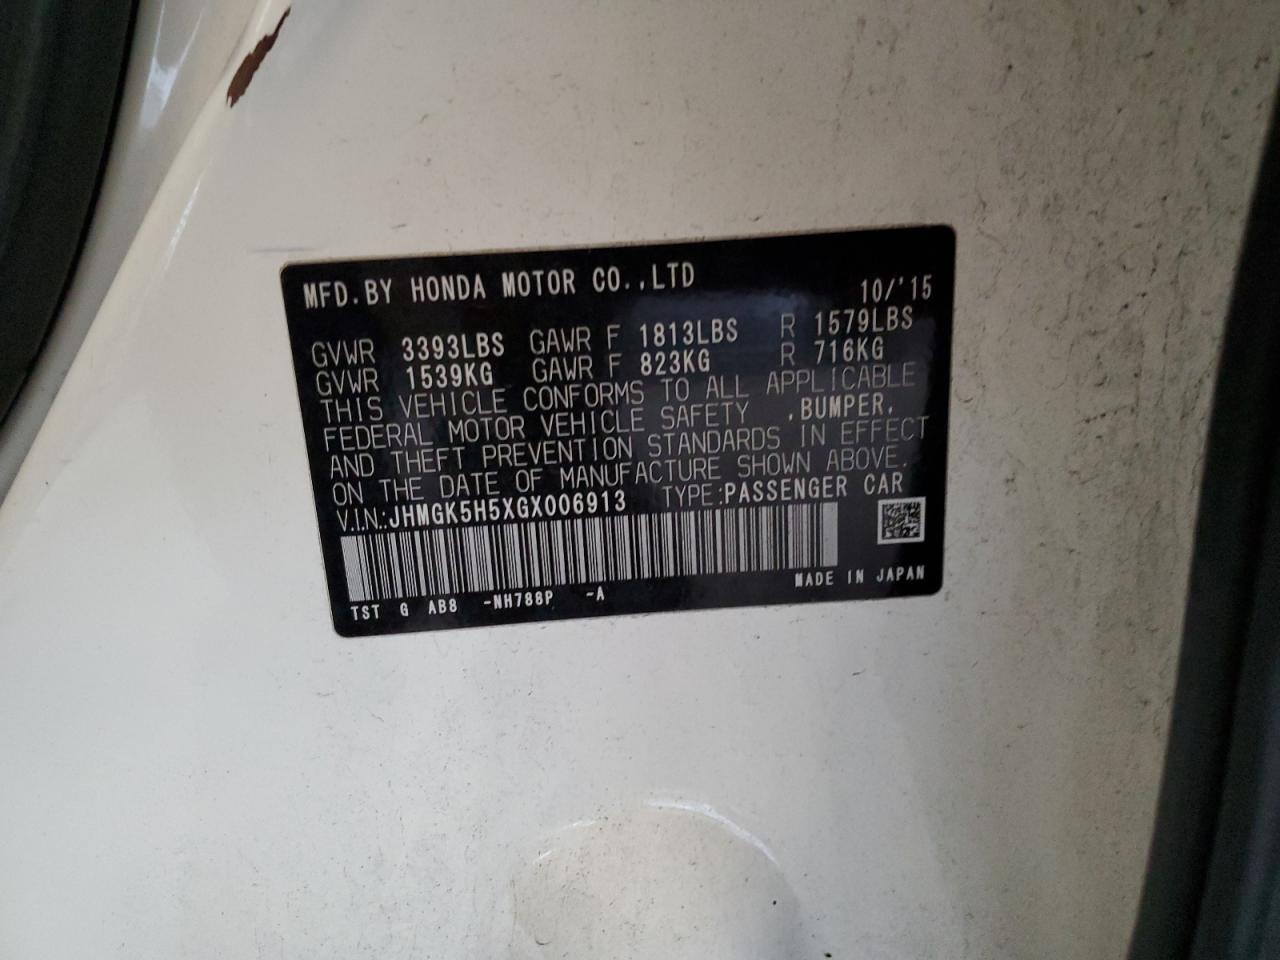 MFD. BY HONDA MOTOR CO., LTD 10/'15
GVWR 3393LBS GAWR F 1813LBS R 1579LBS
GVWR 1539KG GAWR F 823KG R 716KG
THIS VEHICLE CONFORMS TO ALL APPLICABLE
FEDERAL MOTOR VEHICLE SAFETY ,BUMPER,
AND THEFT PREVENTION STANDARDS IN EFFECT
ON THE DATE OF MANUFACTURE SHOWN ABOVE.
V.I.N.: JHMGK5H5XGX006913 TYPE: PASSENGER CAR
TST G AB8 -NH788P -A MADE IN JAPAN